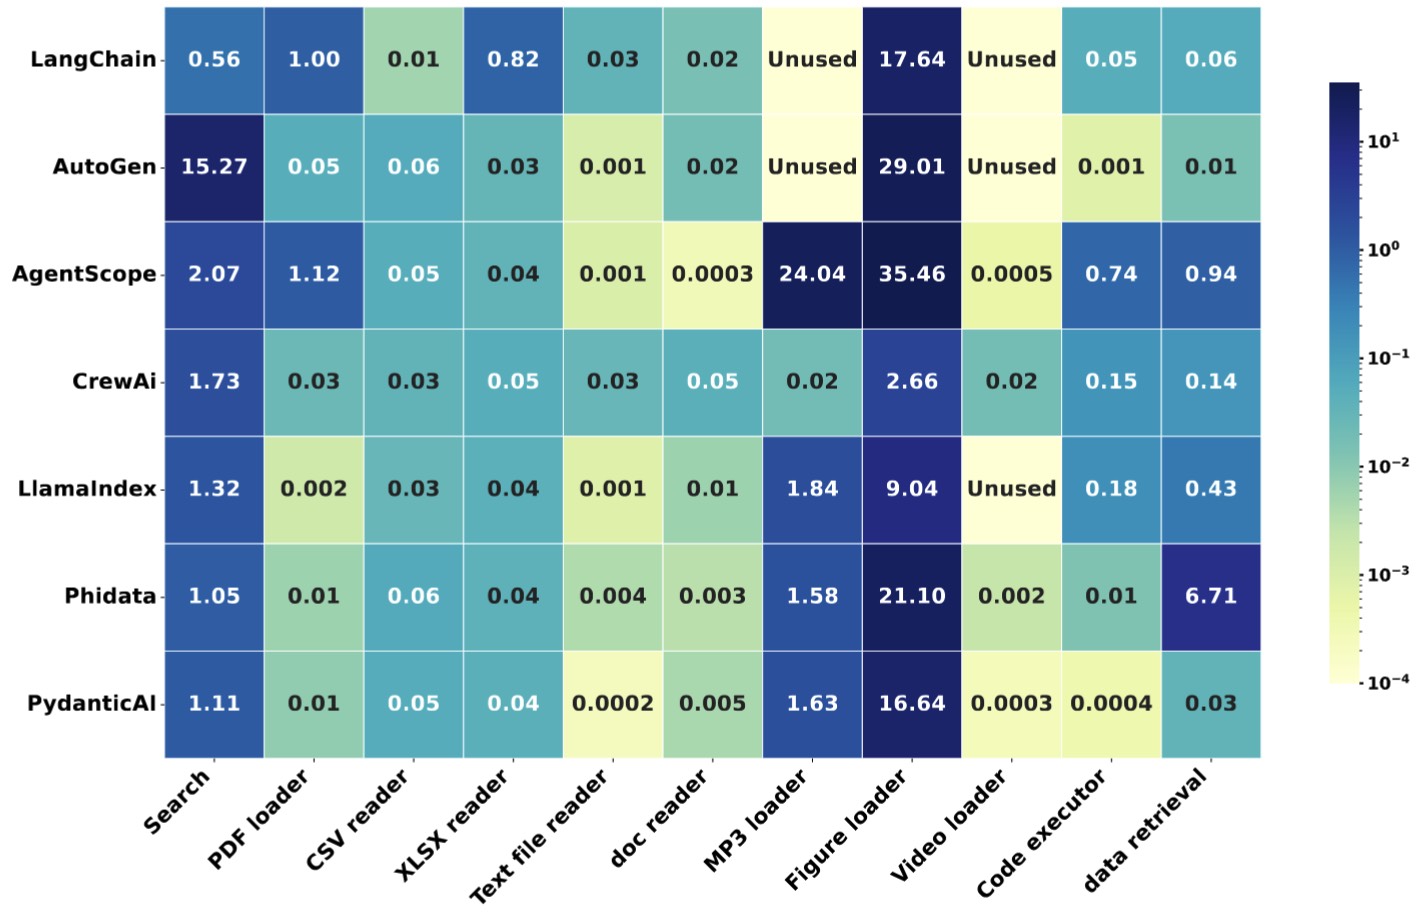 LangChain 0.56 1.00 0.01 0.82 0.03 0.02 Unused 17.64 Unused 0.05 0.06
AutoGen 15.27 0.05 0.06 0.03 0.001 0.02 Unused 29.01 Unused 0.001 0.01
AgentScope 2.07 1.12 0.05 0.04 0.001 0.0003 24.04 35.46 0.0005 0.74 0.94
CrewAi 1.73 0.03 0.03 0.05 0.03 0.05 0.02 2.66 0.02 0.15 0.14
LlamaIndex 1.32 0.002 0.03 0.04 0.001 0.01 1.84 9.04 Unused 0.18 0.43
Phidata 1.05 0.01 0.06 0.04 0.004 0.003 1.58 21.10 0.002 0.01 6.71
PydanticAI 1.11 0.01 0.05 0.04 0.0002 0.005 1.63 16.64 0.0003 0.0004 0.03
Search
PDF loader
CSV reader
XLSX reader
Text file reader
doc reader
MP3 loader
Figure loader
Video loader
Code executor
data retrieval
10¹
10⁰
10⁻¹
10⁻²
10⁻³
10⁻⁴